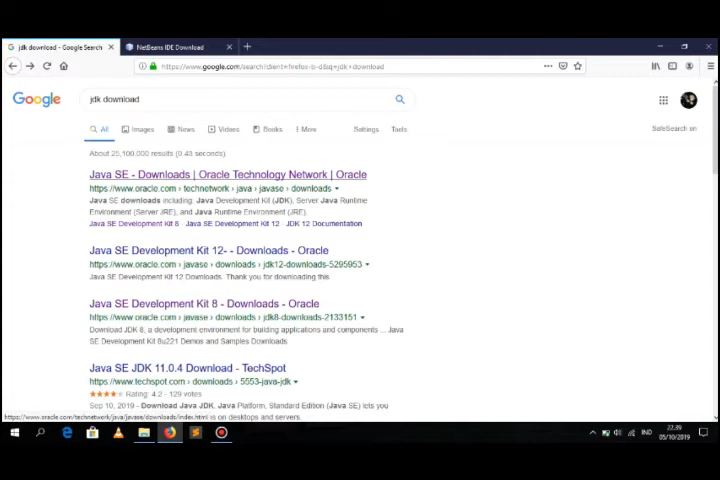 jdk download - Google Search
NetBeans IDE Download
https://www.google.com/search?client=firefox-b-d&q=jdk+download
Google
jdk download
All
Images
News
Videos
Books
More
Settings
Tools
SafeSearch on
About 25,100,000 results (0.43 seconds)
Java SE - Downloads | Oracle Technology Network | Oracle
https://www.oracle.com › technetwork › java › javase › downloads
Java SE downloads including: Java Development Kit (JDK), Server Java Runtime
Environment (Server JRE), and Java Runtime Environment (JRE).
Java SE Development Kit 8 · Java SE Development Kit 12 · JDK 12 Documentation
Java SE Development Kit 12- - Downloads - Oracle
https://www.oracle.com › javase › downloads › jdk12-downloads-5295953
Java SE Development Kit 12 Downloads. Thank you for downloading this
Java SE Development Kit 8 - Downloads - Oracle
https://www.oracle.com › javase › downloads › jdk8-downloads-2133151
Download JDK 8, a development environment for building applications and components ... Java
SE Development Kit 8u221 Demos and Samples Downloads.
Java SE JDK 11.0.4 Download - TechSpot
https://www.techspot.com › downloads › 5553-java-jdk
Rating: 4.2 - 129 votes
Sep 10, 2019 - Download Java JDK. Java Platform, Standard Edition (Java SE) lets you
https://www.oracle.com/technetwork/java/javase/downloads/index.html
is on desktops and servers.
IND
22.39
05/10/2019